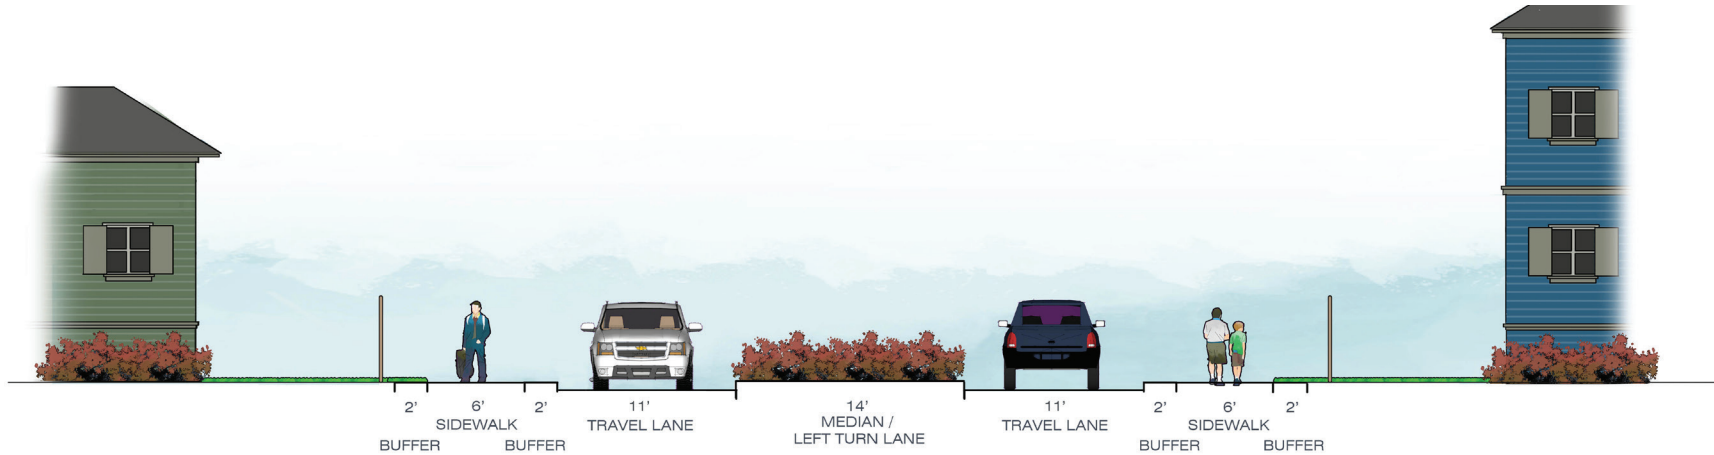 2' 6' 2' 11' 14' 11' 2' 6' 2'
SIDEWALK TRAVEL LANE MEDIAN / TRAVEL LANE SIDEWALK
BUFFER BUFFER LEFT TURN LANE BUFFER BUFFER